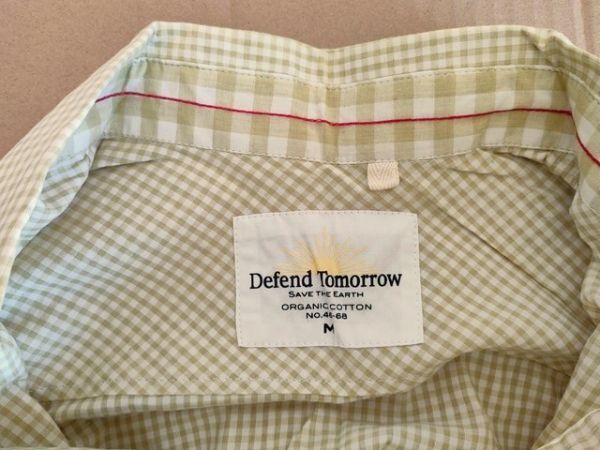 Defend Tomorrow
SAVE THE EARTH
ORGANIC COTTON
NO.46-68
M